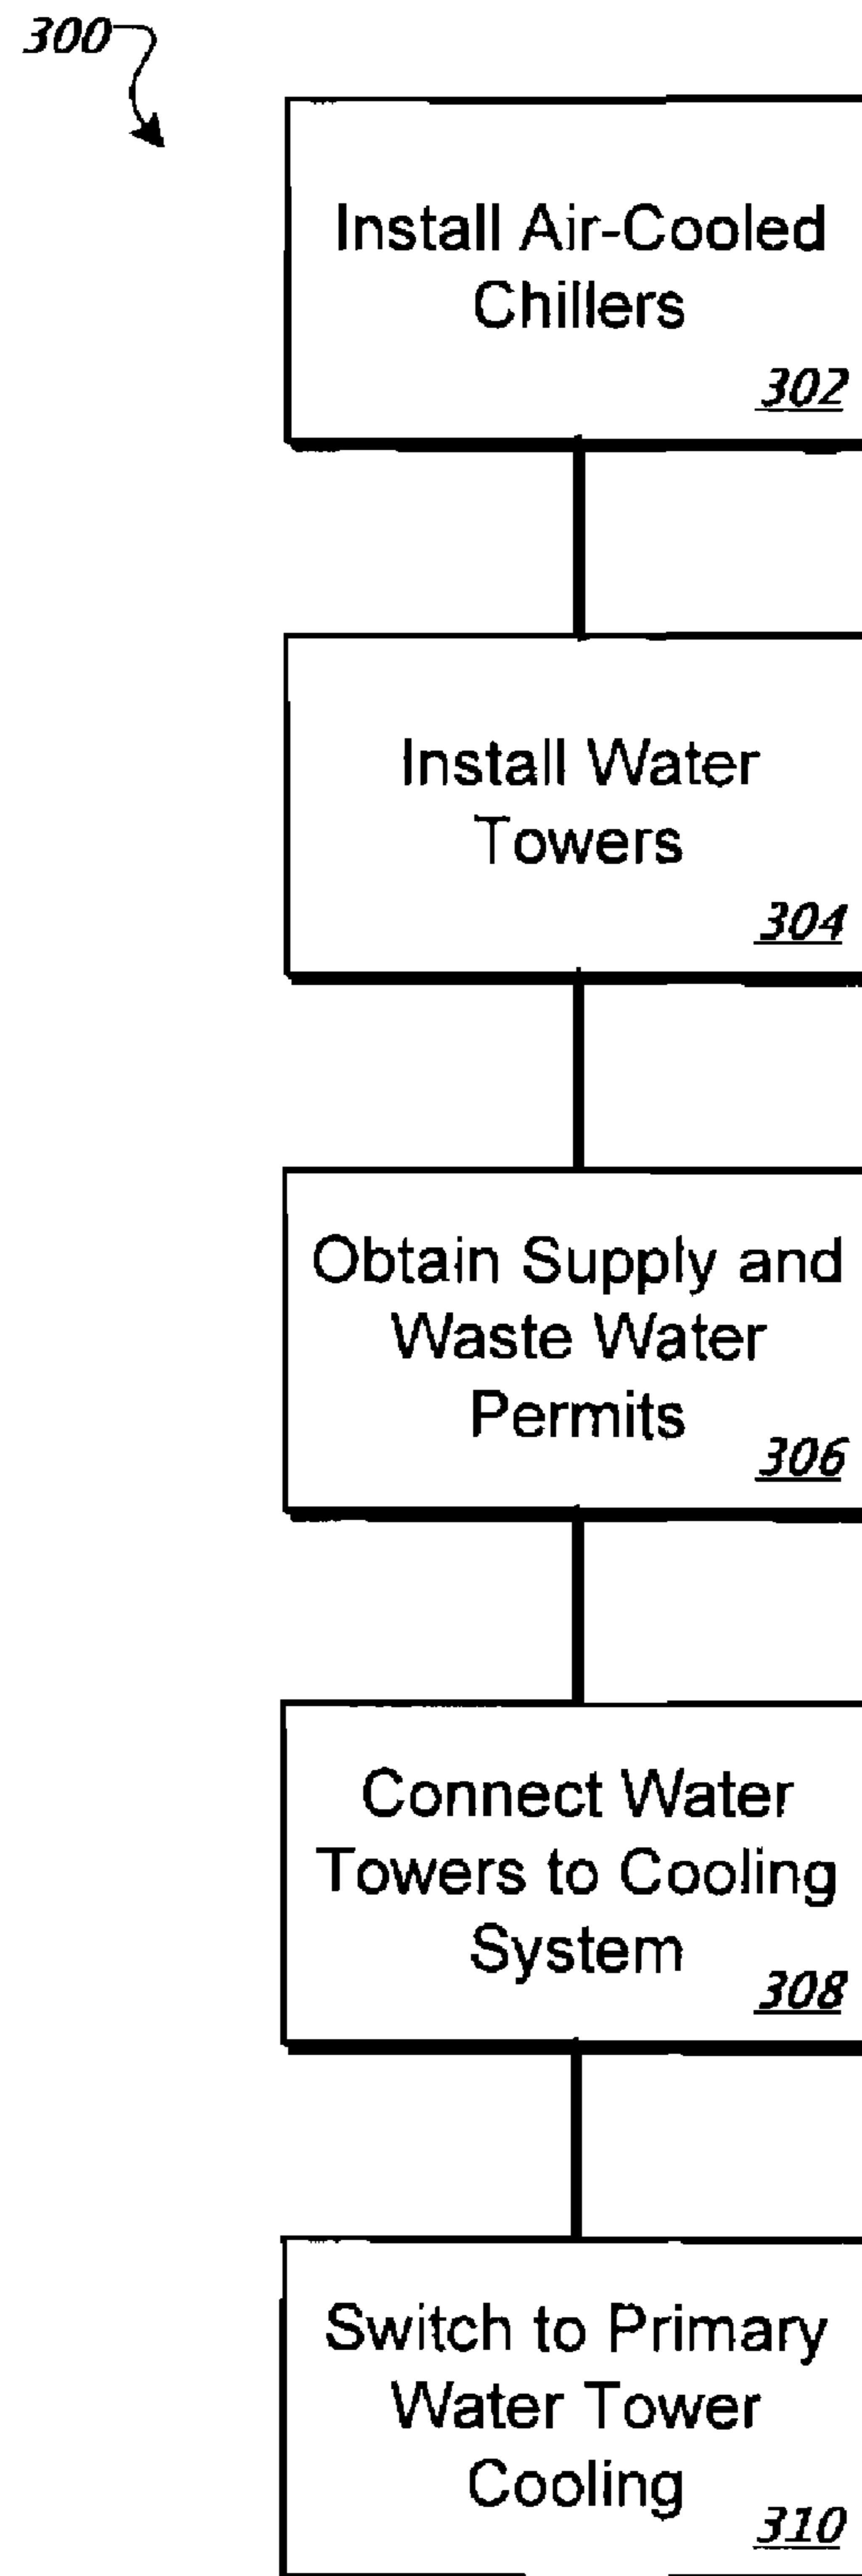 300
Install Air-Cooled
Chillers
302
Install Water
Towers
304
Obtain Supply and
Waste Water
Permits
306
Connect Water
Towers to Cooling
System
308
Switch to Primary
Water Tower
Cooling
310